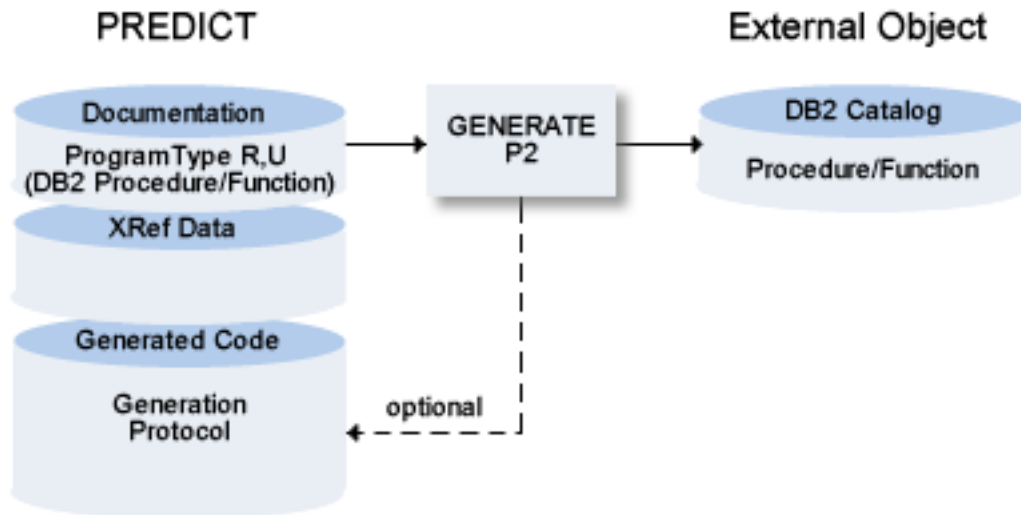 PREDICT
External Object
Documentation
ProgramType R,U
(DB2 Procedure/Function)
XRef Data
Generated Code
Generation
Protocol
GENERATE
P2
optional
DB2 Catalog
Procedure/Function